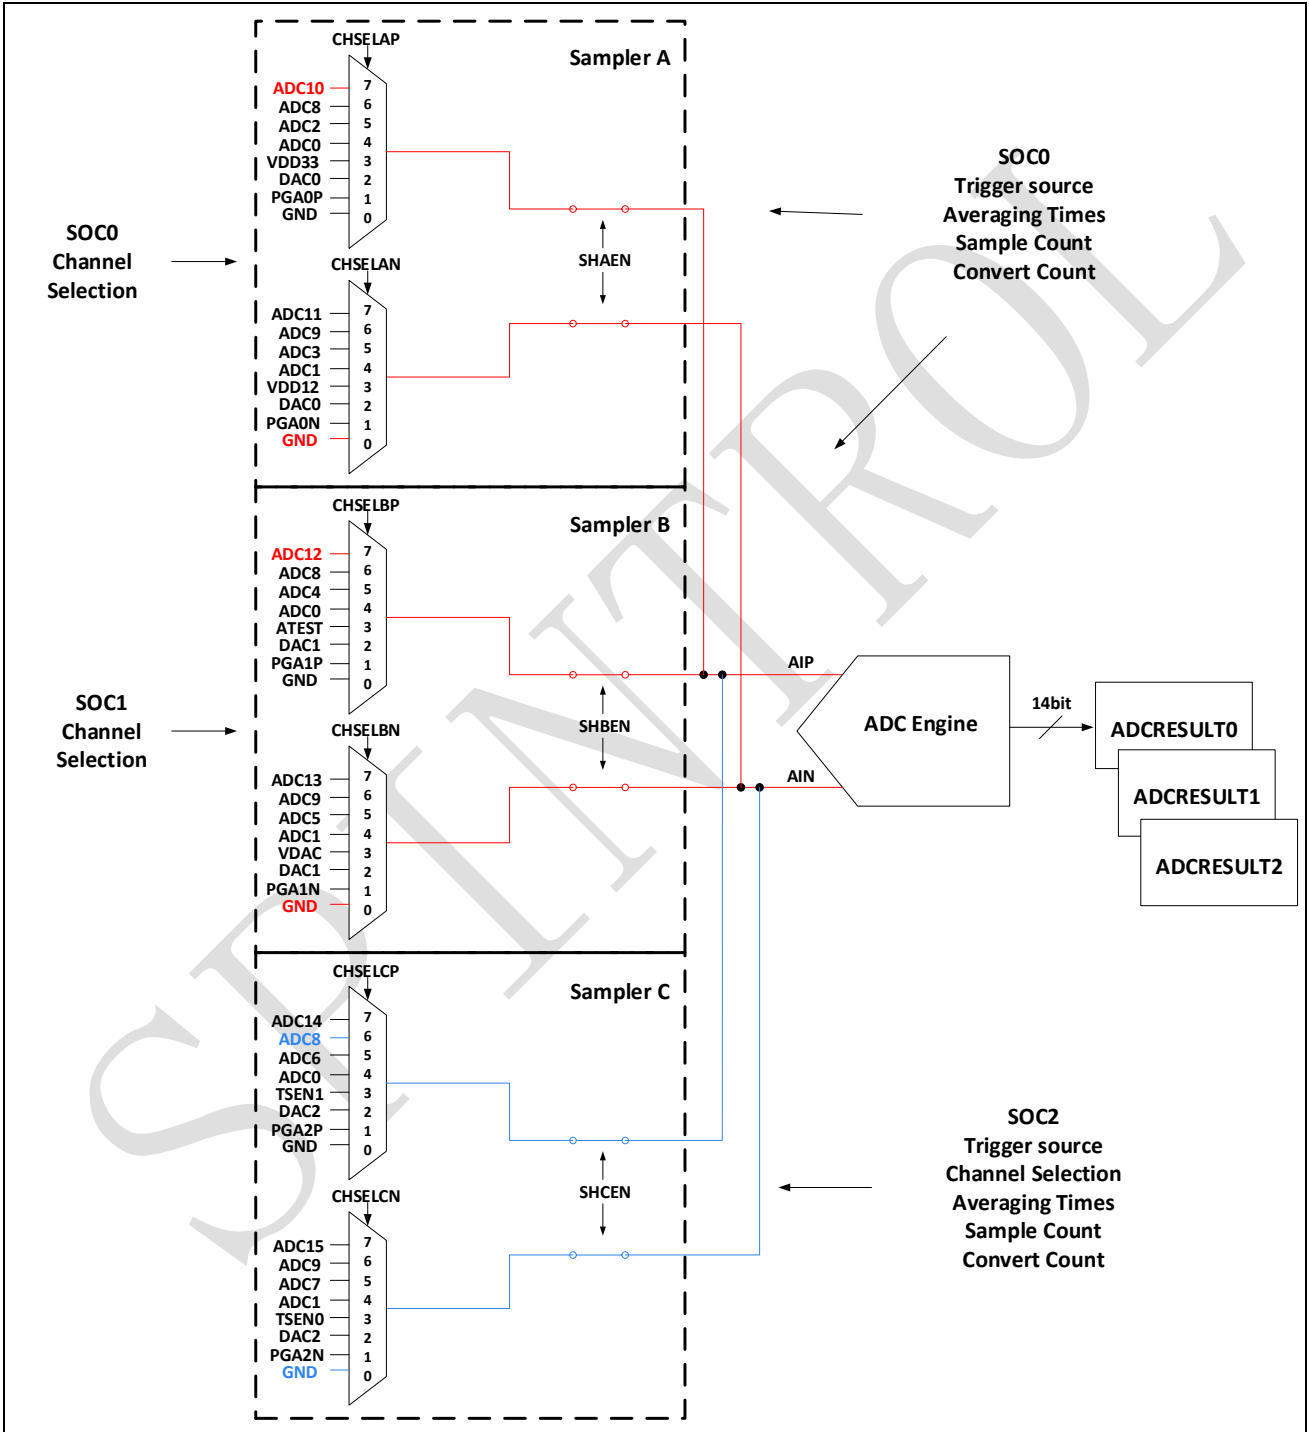 CHSELAP
Sampler A
ADC10
ADC8
ADC2
ADC0
VDD33
DAC0
PGA0P
GND
7
6
5
4
3
2
1
0
SOC0
Channel
Selection
SHAEN
SOC0
Trigger source
Averaging Times
Sample Count
Convert Count
CHSELAN
ADC11
ADC9
ADC3
ADC1
VDD12
DAC0
PGA0N
GND
7
6
5
4
3
2
1
0
CHSELBP
Sampler B
ADC12
ADC8
ADC4
ADC0
ATEST
DAC1
PGA1P
GND
7
6
5
4
3
2
1
0
SOC1
Channel
Selection
SHBEN
CHSELBN
ADC13
ADC9
ADC5
ADC1
VDAC
DAC1
PGA1N
GND
7
6
5
4
3
2
1
0
AIP
AIN
ADC Engine
14bit
ADCRESULT0
ADCRESULT1
ADCRESULT2
CHSELCP
Sampler C
ADC14
ADC8
ADC6
ADC0
TSEN1
DAC2
PGA2P
GND
7
6
5
4
3
2
1
0
SHCEN
CHSELCN
ADC15
ADC9
ADC7
ADC1
TSEN0
DAC2
PGA2N
GND
7
6
5
4
3
2
1
0
SOC2
Trigger source
Channel Selection
Averaging Times
Sample Count
Convert Count
SPINTROL